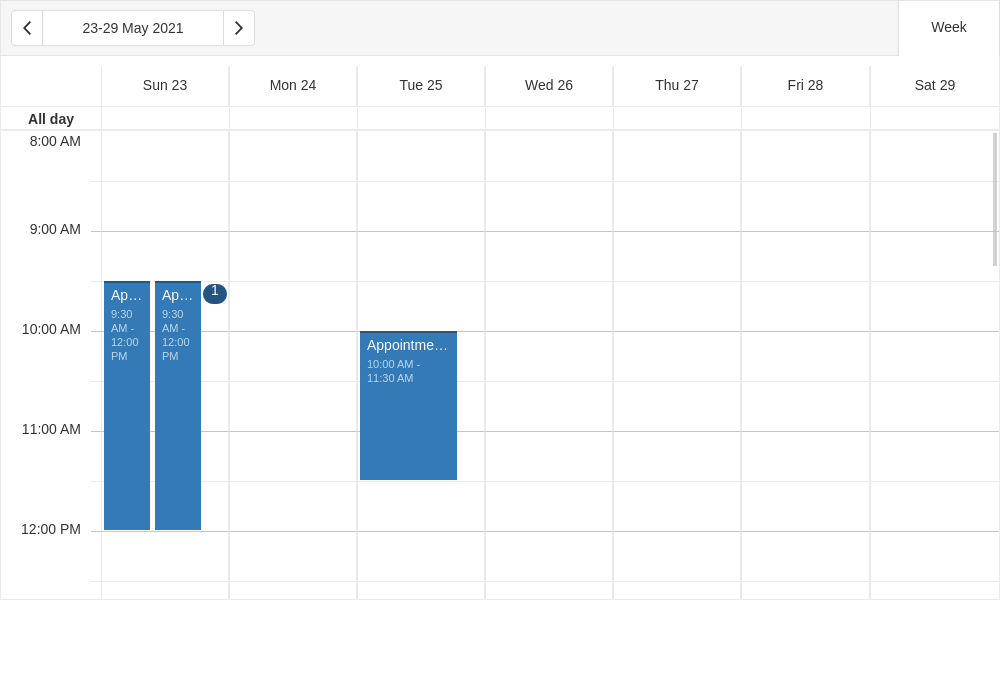 23-29 May 2021
Week
Sun 23
Mon 24
Tue 25
Wed 26
Thu 27
Fri 28
Sat 29
All day
8:00 AM
9:00 AM
10:00 AM
11:00 AM
12:00 PM
Ap…
9:30
AM -
12:00
PM
Ap…
9:30
AM -
12:00
PM
1
Appointme…
10:00 AM -
11:30 AM